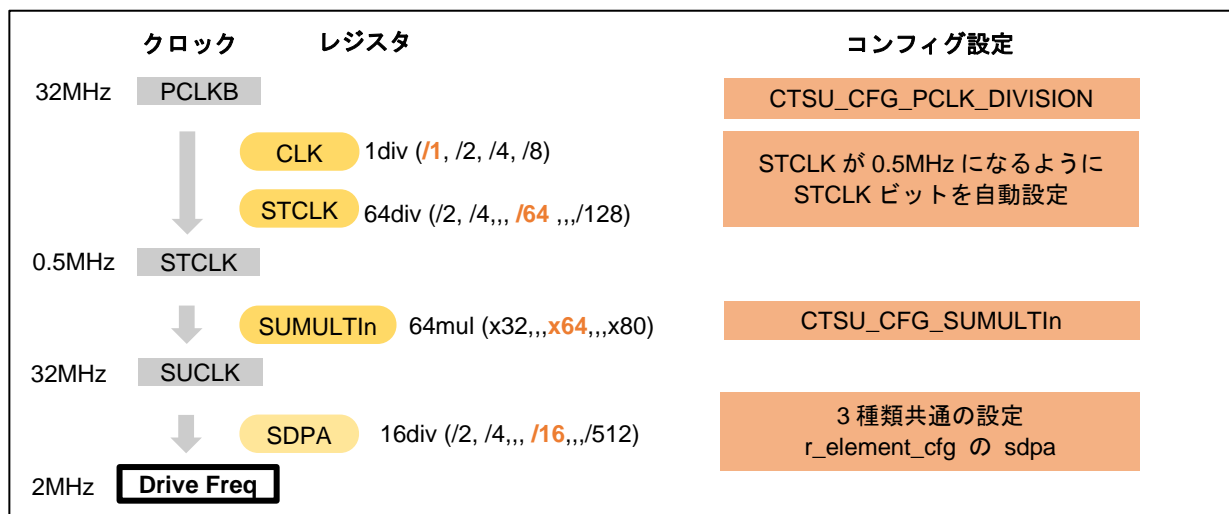 クロック レジスタ コンフィグ設定
32MHz PCLKB CTSU_CFG_PCLK_DIVISION
CLK 1div (/1, /2, /4, /8)
STCLK が 0.5MHz になるように
STCLK ビットを自動設定
STCLK 64div (/2, /4,,, /64 ,,,/128)
0.5MHz STCLK
SUMULTIn 64mul (x32,,,x64,,,x80) CTSU_CFG_SUMULTIn
32MHz SUCLK
SDPA 16div (/2, /4,,, /16,,,/512)
3 種類共通の設定
r_element_cfg の sdpa
2MHz Drive Freq